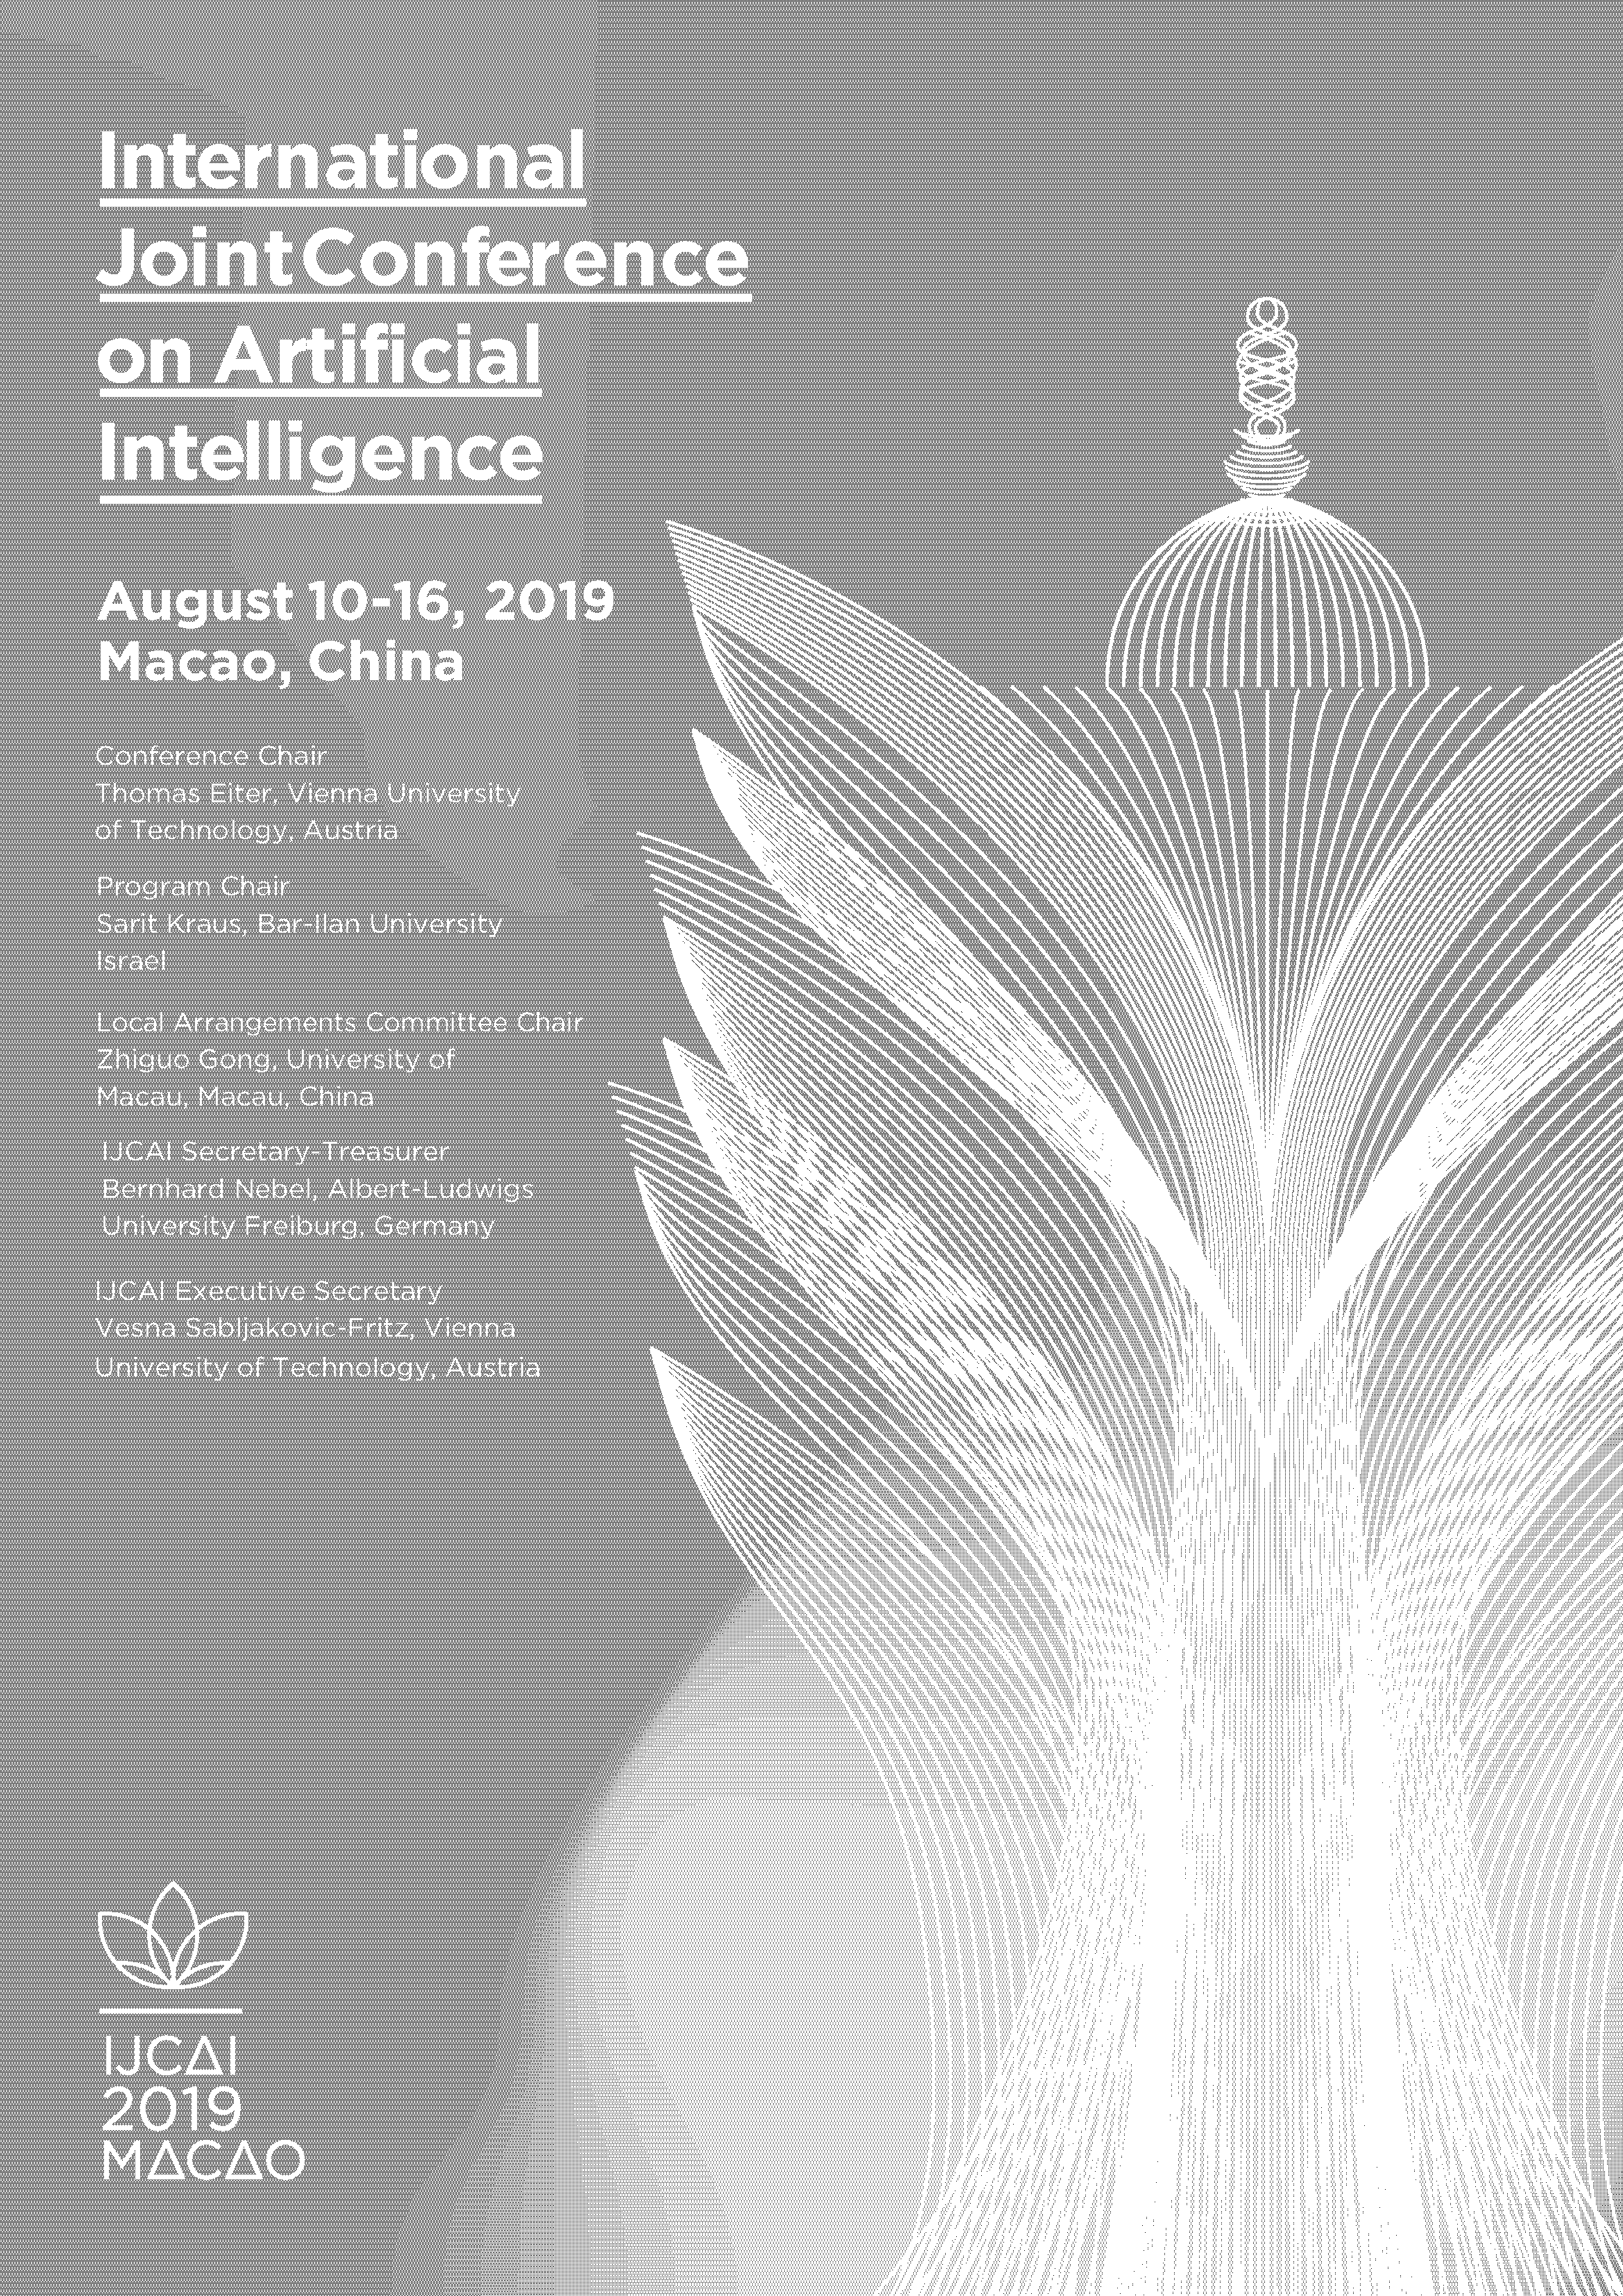 International
Joint Conference
on Artificial
Intelligence
August 10-16, 2019
Macao, China
Conference Chair
Thomas Eiter, Vienna University
of Technology, Austria
Program Chair
Sarit Kraus, Bar-Ilan University
Israel
Local Arrangements Committee Chair
Zhiguo Gong, University of
Macau, Macau, China
IJCAI Secretary-Treasurer
Bernhard Nebel, Albert-Ludwigs
University Freiburg, Germany
IJCAI Executive Secretary
Vesna Sabljakovic-Fritz, Vienna
University of Technology, Austria
IJCAI
2019
MACAO